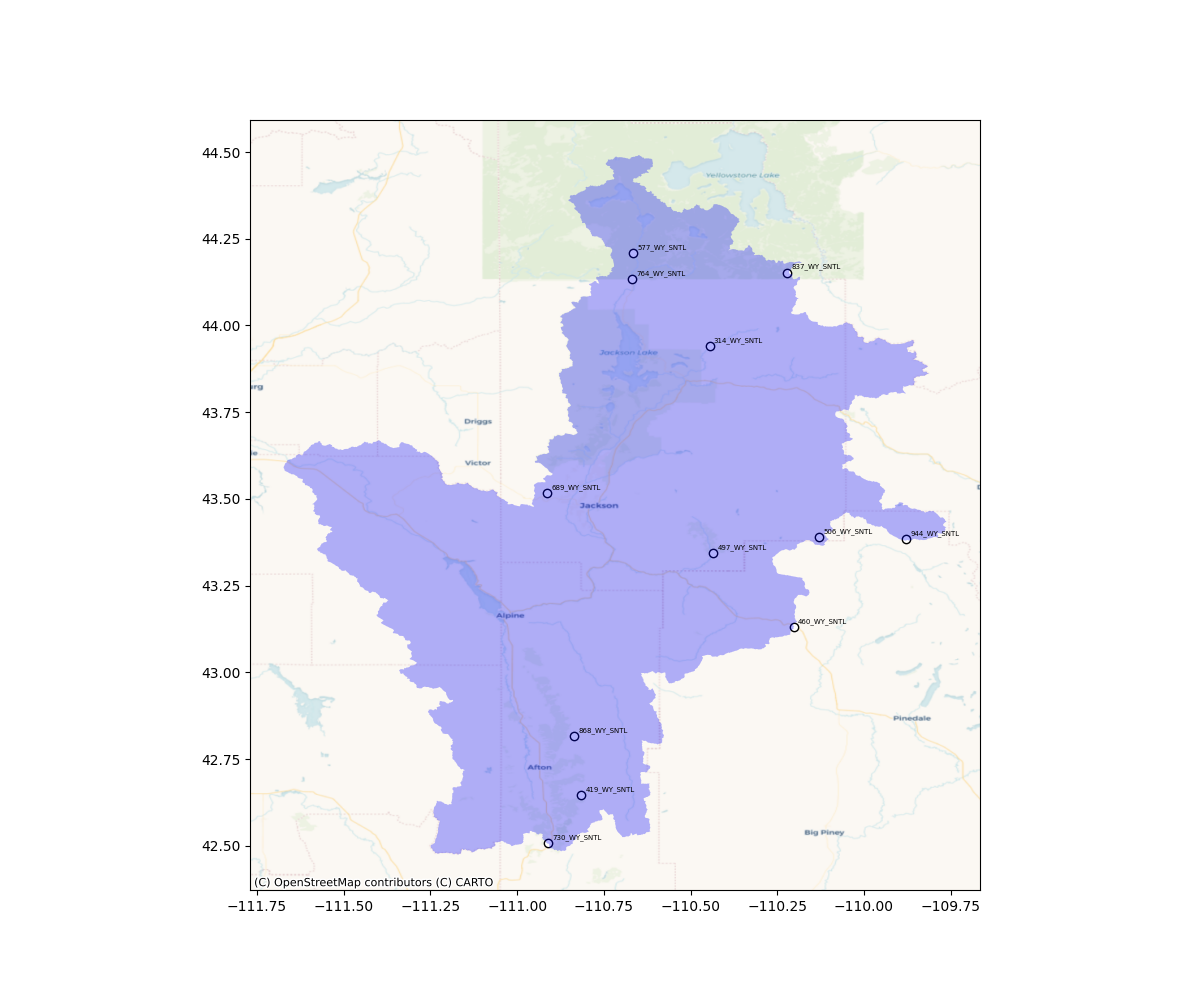 44.50
Yellowstone Lake
44.25
577_WY_SNTL
837_WY_SNTL
764_WY_SNTL
44.00
314_WY_SNTL
Jackson Lake
43.75
rg
Driggs
Victor
le
43.50
689_WY_SNTL
Jackson
506_WY_SNTL
944_WY_SNTL
497_WY_SNTL
43.25
Alpine
460_WY_SNTL
43.00
Pinedale
868_WY_SNTL
42.75
Afton
419_WY_SNTL
Big Piney
730_WY_SNTL
42.50
(C) OpenStreetMap contributors (C) CARTO
−111.75 −111.50 −111.25 −111.00 −110.75 −110.50 −110.25 −110.00 −109.75